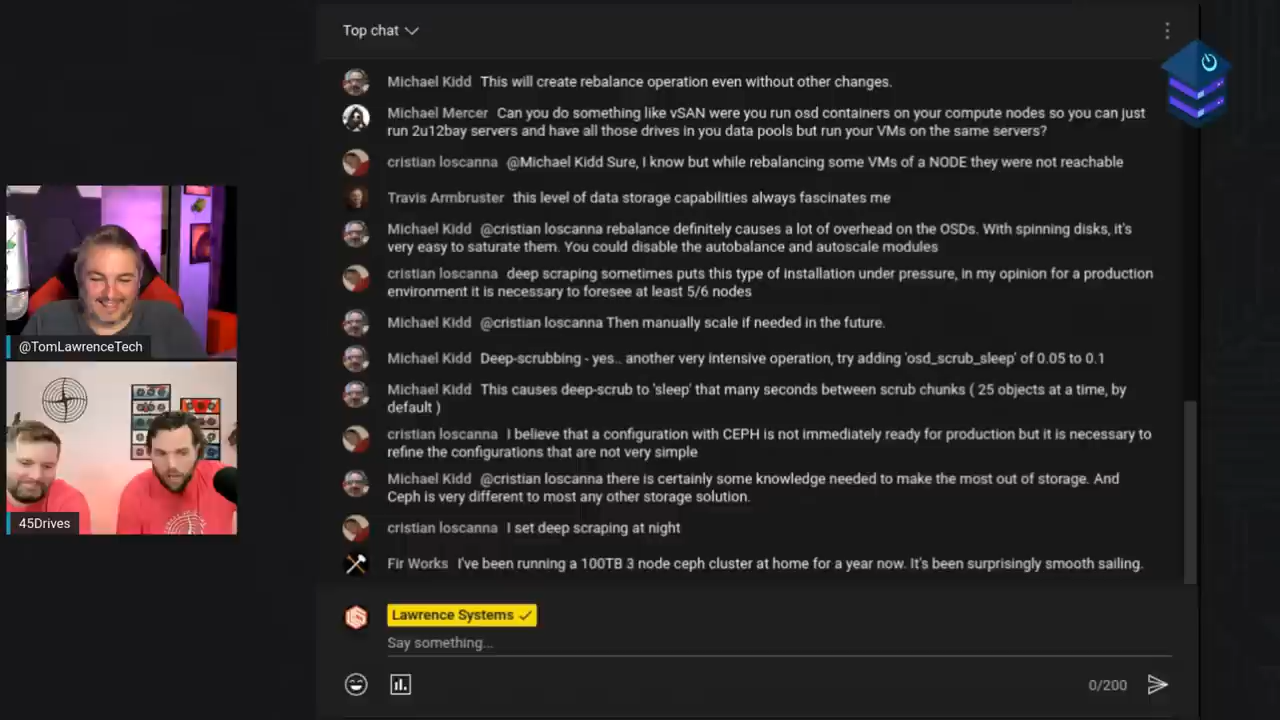 Top chat
Michael Kidd This will create rebalance operation even without other changes.
Michael Mercer Can you do something like vSAN were you run osd containers on your compute nodes so you can just
run 2u12bay servers and have all those drives in you data pools but run your VMs on the same servers?
cristian loscanna @Michael Kidd Sure, I know but while rebalancing some VMs of a NODE they were not reachable
Travis Armbruster this level of data storage capabilities always fascinates me
Michael Kidd @cristian loscanna rebalance definitely causes a lot of overhead on the OSDs. With spinning disks, it's
very easy to saturate them. You could disable the autobalance and autoscale modules
cristian loscanna deep scraping sometimes puts this type of installation under pressure, in my opinion for a production
environment it is necessary to foresee at least 5/6 nodes
Michael Kidd @cristian loscanna Then manually scale if needed in the future.
Michael Kidd Deep-scrubbing - yes.. another very intensive operation, try adding 'osd_scrub_sleep' of 0.05 to 0.1
Michael Kidd This causes deep-scrub to 'sleep' that many seconds between scrub chunks ( 25 objects at a time, by
default )
cristian loscanna I believe that a configuration with CEPH is not immediately ready for production but it is necessary to
refine the configurations that are not very simple
Michael Kidd @cristian loscanna there is certainly some knowledge needed to make the most out of storage. And
Ceph is very different to most any other storage solution.
cristian loscanna I set deep scraping at night
Fir Works I've been running a 100TB 3 node ceph cluster at home for a year now. It's been surprisingly smooth sailing.
Lawrence Systems
Say something...
0/200
@TomLawrenceTech
45Drives